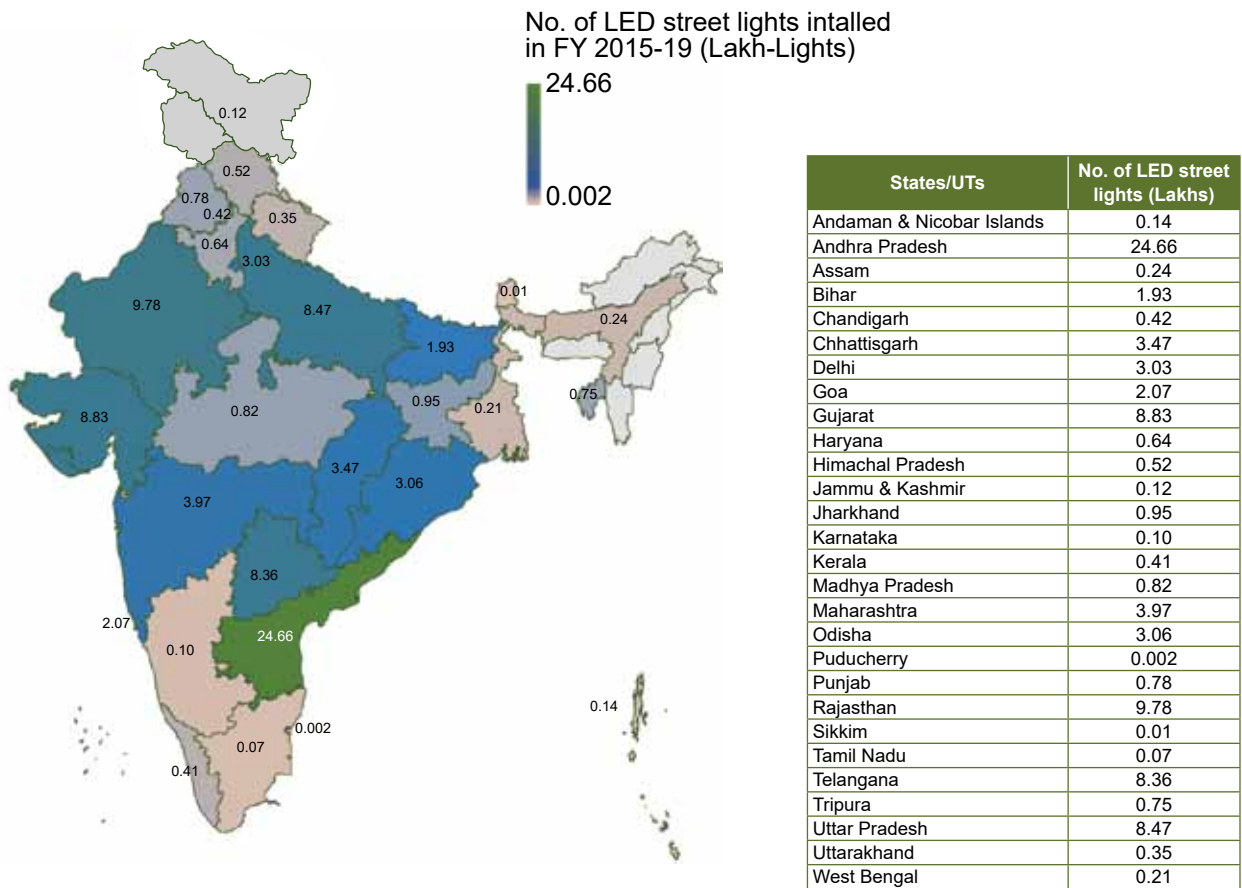 No. of LED street lights intalled
in FY 2015-19 (Lakh-Lights)
24.66
0.002
0.12
0.52
0.78
0.42
0.35
0.64
3.03
9.78
8.47
0.01
0.24
1.93
0.75
0.95
0.21
0.82
8.83
3.47
3.06
3.97
8.36
2.07
24.66
0.10
0.14
0.002
0.07
0.41
States/UTs No. of LED street
lights (Lakhs)
Andaman & Nicobar Islands 0.14
Andhra Pradesh 24.66
Assam 0.24
Bihar 1.93
Chandigarh 0.42
Chhattisgarh 3.47
Delhi 3.03
Goa 2.07
Gujarat 8.83
Haryana 0.64
Himachal Pradesh 0.52
Jammu & Kashmir 0.12
Jharkhand 0.95
Karnataka 0.10
Kerala 0.41
Madhya Pradesh 0.82
Maharashtra 3.97
Odisha 3.06
Puducherry 0.002
Punjab 0.78
Rajasthan 9.78
Sikkim 0.01
Tamil Nadu 0.07
Telangana 8.36
Tripura 0.75
Uttar Pradesh 8.47
Uttarakhand 0.35
West Bengal 0.21